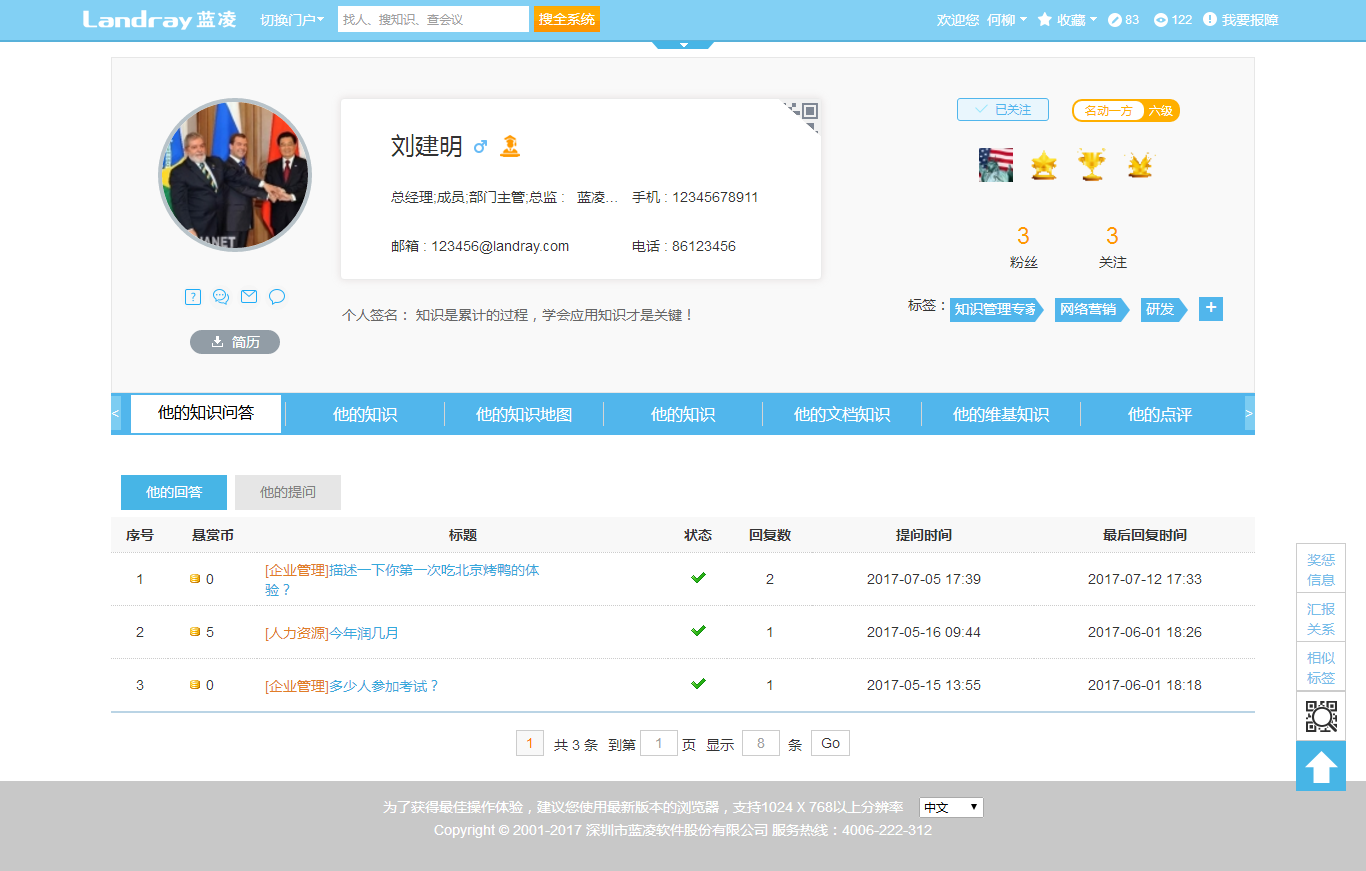 Landray 蓝凌 切换门户 找人、搜知识、查会议 搜全系统 欢迎您 何柳 收藏 83 122 我要报障
已关注 名动一方 六级
刘建明
总经理;成员;部门主管;总监 : 蓝凌... 手机 : 12345678911
邮箱 : 123456@landray.com 电话 : 86123456
3 3
粉丝 关注
个人签名： 知识是累计的过程，学会应用知识才是关键！
标签： 知识管理专家 网络营销 研发 +
简历
< 他的知识问答 他的知识 他的知识地图 他的知识 他的文档知识 他的维基知识 他的点评 >
他的回答 他的提问
序号 悬赏币 标题 状态 回复数 提问时间 最后回复时间
1 0 [企业管理]描述一下你第一次吃北京烤鸭的体 2 2017-07-05 17:39 2017-07-12 17:33
验？
2 5 [人力资源]今年润几月 1 2017-05-16 09:44 2017-06-01 18:26
3 0 [企业管理]多少人参加考试？ 1 2017-05-15 13:55 2017-06-01 18:18
奖惩
信息
汇报
关系
相似
标签
1 共 3 条 到第 1 页 显示 8 条 Go
为了获得最佳操作体验，建议您使用最新版本的浏览器，支持1024 X 768以上分辨率 中文
Copyright © 2001-2017 深圳市蓝凌软件股份有限公司 服务热线：4006-222-312